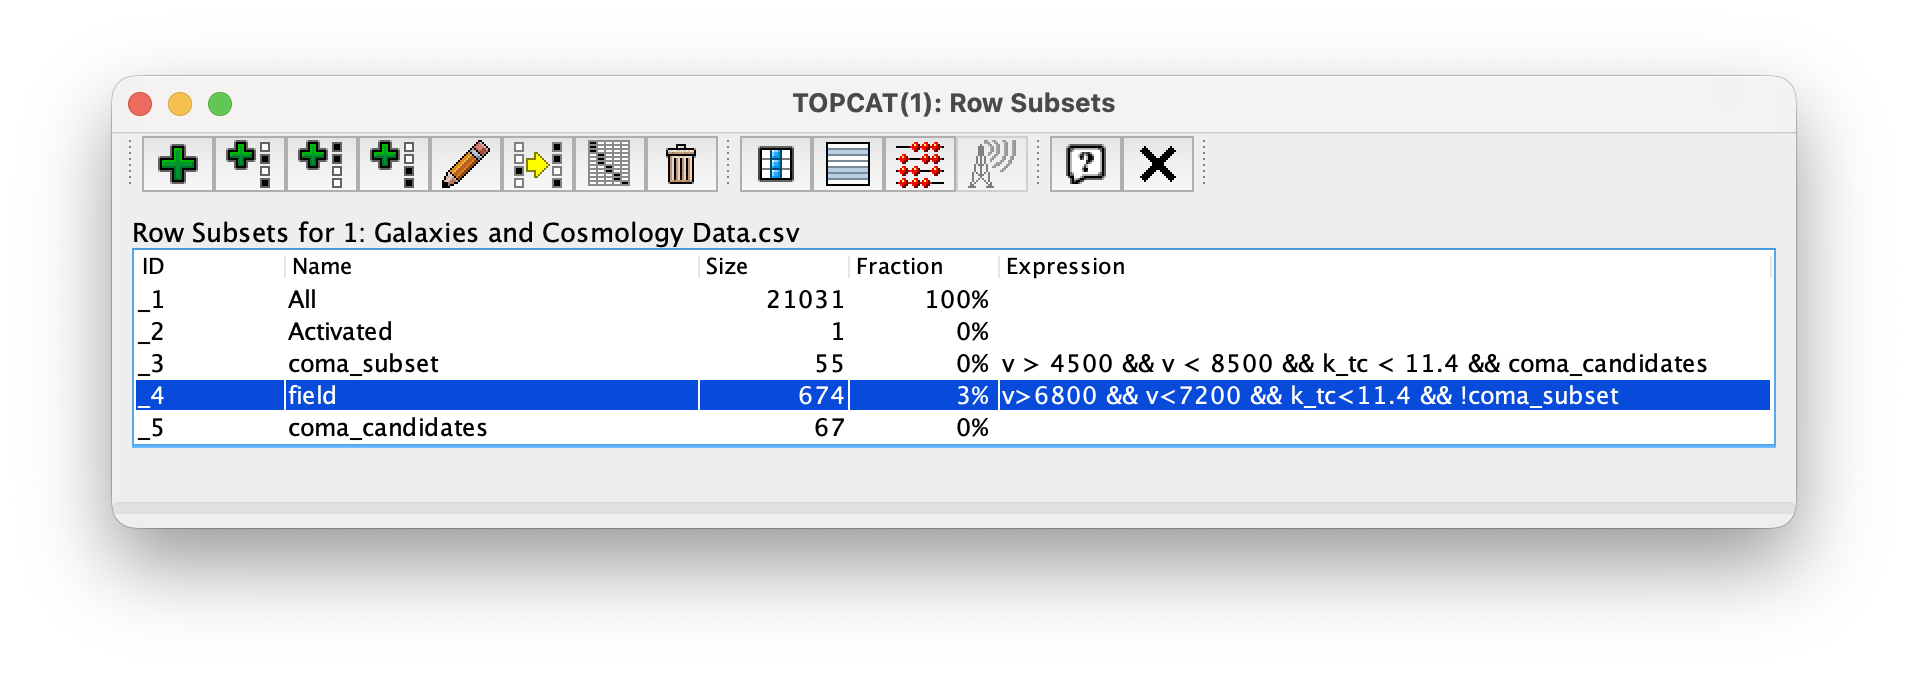 TOPCAT(1): Row Subsets
Row Subsets for 1: Galaxies and Cosmology Data.csv
ID Name Size Fraction Expression
_1 All 21031 100%
_2 Activated 1 0%
_3 coma_subset 55 0% v > 4500 && v < 8500 && k_tc < 11.4 && coma_candidates
_4 field 674 3% v>6800 && v<7200 && k_tc<11.4 && !coma_subset
_5 coma_candidates 67 0%